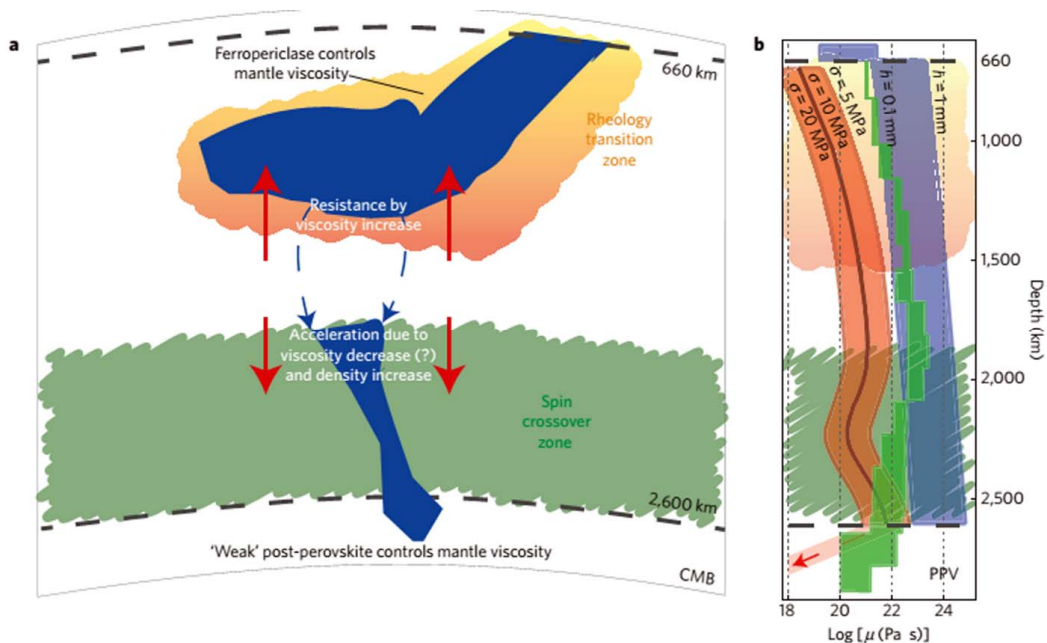 a
Ferropericlase controls
mantle viscosity
660 km
Rheology
transition
zone
Resistance by
viscosity increase
Acceleration due to
viscosity decrease (?)
and density increase
Spin
crossover
zone
2,600 km
'Weak' post-perovskite controls mantle viscosity
CMB
b
σ = 20 MPa
σ = 10 MPa
σ = 5 MPa
h = 0.1 mm
h = 1 mm
660
1,000
1,500
2,000
2,500
Depth (km)
PPV
18 20 22 24
Log [μ (Pa s)]